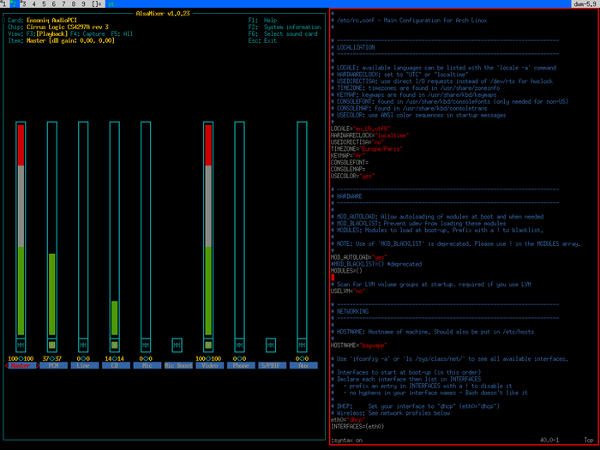 1 2 3 4 5 6 7 8 9 []= st
dwm-5.9
AlsaMixer v1.0.23
Card: Ensoniq AudioPCI
Chip: Cirrus Logic CS4297A rev 3
View: F3:[Playback] F4: Capture F5: All
Item: Master [dB gain: 0.00, 0.00]
F1: Help
F2: System information
F6: Select sound card
Esc: Exit
MM MM MM MM MM MM MM MM
100<>100 37<>37 0<>0 14<>14 0<>0 100<>100 0<>0 0<>0
PCM Line CD Mic Mic Boost Video Phone Aux
# /etc/rc.conf - Main Configuration for Arch Linux
#
# -----------------------------------------------------------------------
# LOCALIZATION
# -----------------------------------------------------------------------
#
# LOCALE: available languages can be listed with the 'locale -a' command
# HARDWARECLOCK: set to "UTC" or "localtime"
# USEDIRECTISA: use direct I/O requests instead of /dev/rtc for hwclock
# TIMEZONE: timezones are found in /usr/share/zoneinfo
# KEYMAP: keymaps are found in /usr/share/kbd/keymaps
# CONSOLEFONT: found in /usr/share/kbd/consolefonts (only needed for non-US)
# CONSOLEMAP: found in /usr/share/kbd/consoletrans
# USECOLOR: use ANSI color sequences in startup messages
#
LOCALE="en_US.utf8"
HARDWARECLOCK="localtime"
USEDIRECTISA="no"
TIMEZONE="Europe/Paris"
KEYMAP="fr"
CONSOLEFONT=
CONSOLEMAP=
USECOLOR="yes"
# -----------------------------------------------------------------------
# HARDWARE
# -----------------------------------------------------------------------
#
# MOD_AUTOLOAD: Allow autoloading of modules at boot and when needed
# MOD_BLACKLIST: Prevent udev from loading these modules
# MODULES: Modules to load at boot-up. Prefix with a ! to blacklist.
#
# NOTE: Use of 'MOD_BLACKLIST' is deprecated. Please use ! in the MODULES array.
#
MOD_AUTOLOAD="yes"
#MOD_BLACKLIST=() #deprecated
MODULES=()
# Scan for LVM volume groups at startup, required if you use LVM
USELVM="no"
# -----------------------------------------------------------------------
# NETWORKING
# -----------------------------------------------------------------------
#
# HOSTNAME: Hostname of machine. Should also be put in /etc/hosts
#
# Use 'ifconfig -a' or 'ls /sys/class/net/' to see all available interfaces.
#
# Interfaces to start at boot-up (in this order)
# Declare each interface then list in INTERFACES
# - prefix an entry in INTERFACES with a ! to disable it
# - no hyphens in your interface names - Bash doesn't like it
#
# DHCP: Set your interface to "dhcp" (eth0="dhcp")
# Wireless: See network profiles below
eth0="dhcp"
INTERFACES=(eth0)
:syntax on 40,0-1 Top